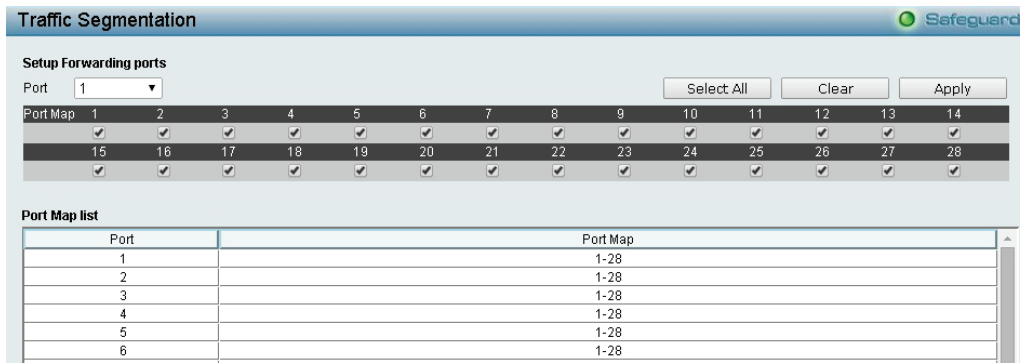 Traffic Segmentation Safeguard
Setup Forwarding ports
Port 1 Select All Clear Apply
Port Map 1 2 3 4 5 6 7 8 9 10 11 12 13 14
15 16 17 18 19 20 21 22 23 24 25 26 27 28
Port Map list
Port Port Map
1 1-28
2 1-28
3 1-28
4 1-28
5 1-28
6 1-28